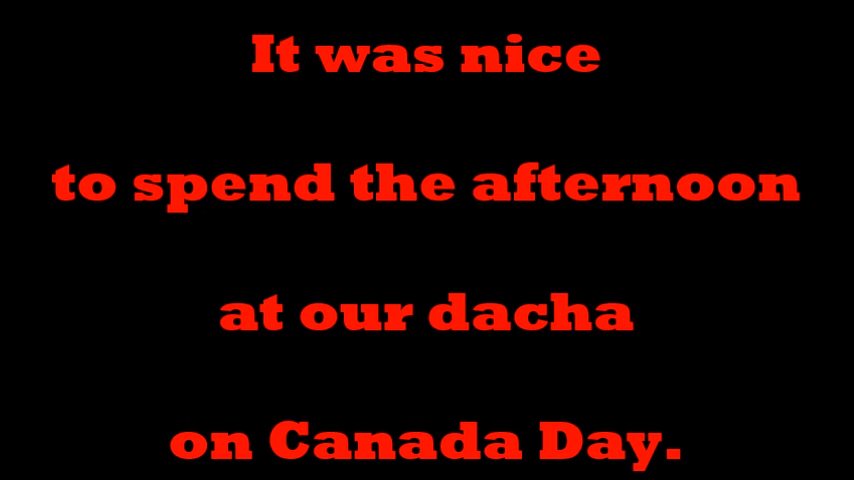 It was nice
to spend the afternoon
at our dacha
on Canada Day.